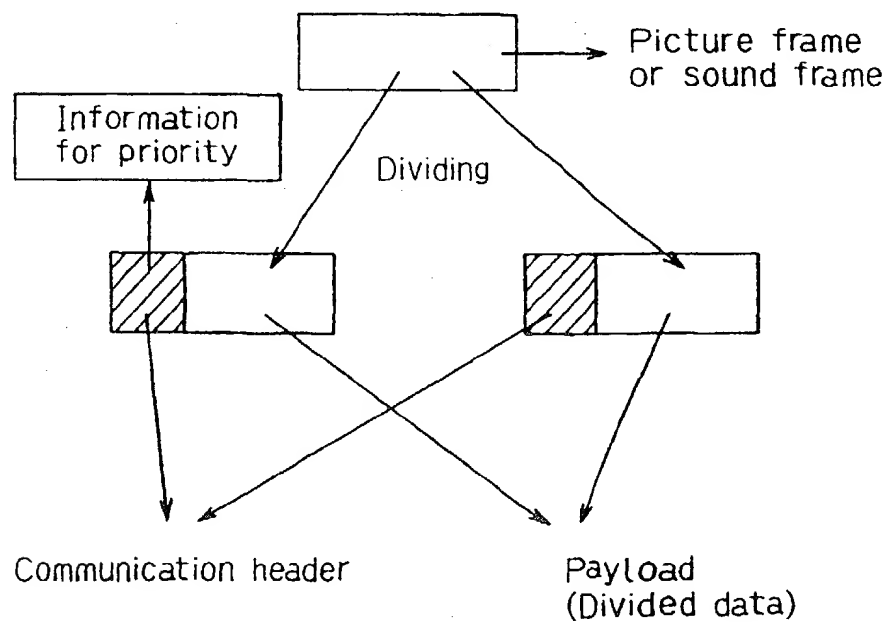 Picture frame
or sound frame
Information
for priority
Dividing
Communication header
Payload
(Divided data)